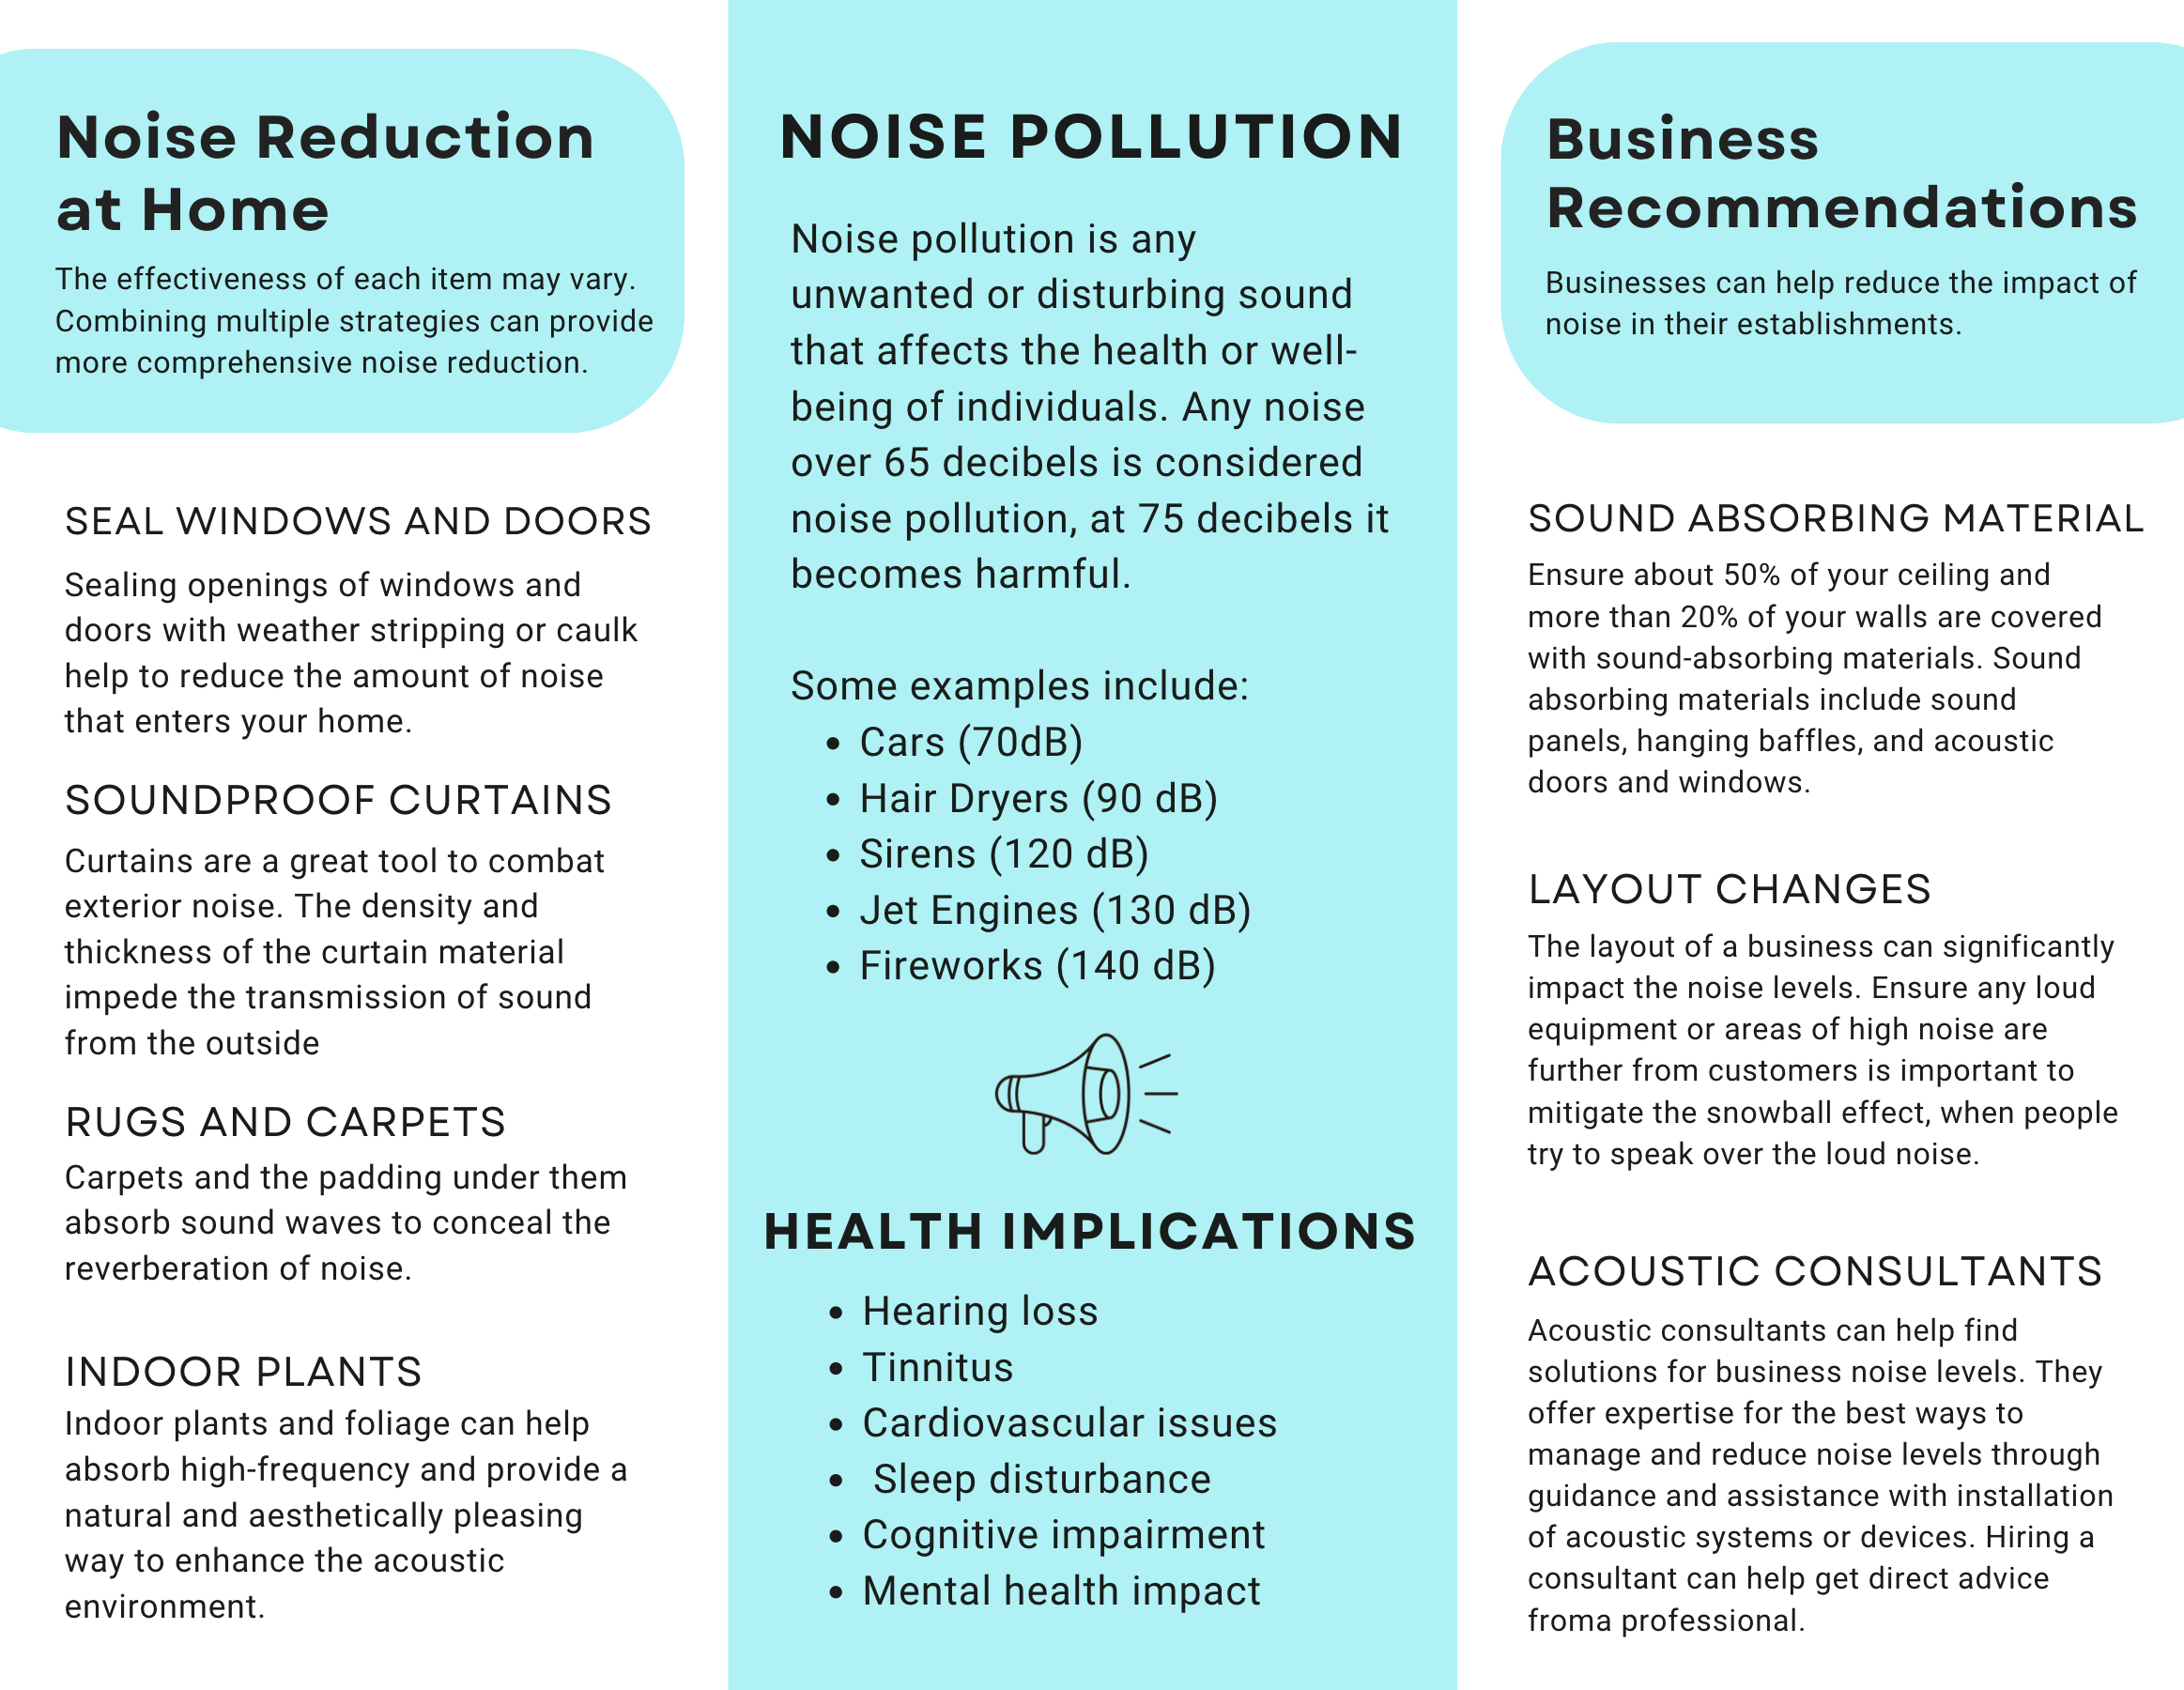 Noise Reduction
at Home
The effectiveness of each item may vary.
Combining multiple strategies can provide
more comprehensive noise reduction.
SEAL WINDOWS AND DOORS
Sealing openings of windows and
doors with weather stripping or caulk
help to reduce the amount of noise
that enters your home.
SOUNDPROOF CURTAINS
Curtains are a great tool to combat
exterior noise. The density and
thickness of the curtain material
impede the transmission of sound
from the outside
RUGS AND CARPETS
Carpets and the padding under them
absorb sound waves to conceal the
reverberation of noise.
INDOOR PLANTS
Indoor plants and foliage can help
absorb high-frequency and provide a
natural and aesthetically pleasing
way to enhance the acoustic
environment.
NOISE POLLUTION
Noise pollution is any
unwanted or disturbing sound
that affects the health or well-
being of individuals. Any noise
over 65 decibels is considered
noise pollution, at 75 decibels it
becomes harmful.
Some examples include:
• Cars (70dB)
• Hair Dryers (90 dB)
• Sirens (120 dB)
• Jet Engines (130 dB)
• Fireworks (140 dB)
HEALTH IMPLICATIONS
• Hearing loss
• Tinnitus
• Cardiovascular issues
• Sleep disturbance
• Cognitive impairment
• Mental health impact
Business
Recommendations
Businesses can help reduce the impact of
noise in their establishments.
SOUND ABSORBING MATERIAL
Ensure about 50% of your ceiling and
more than 20% of your walls are covered
with sound-absorbing materials. Sound
absorbing materials include sound
panels, hanging baffles, and acoustic
doors and windows.
LAYOUT CHANGES
The layout of a business can significantly
impact the noise levels. Ensure any loud
equipment or areas of high noise are
further from customers is important to
mitigate the snowball effect, when people
try to speak over the loud noise.
ACOUSTIC CONSULTANTS
Acoustic consultants can help find
solutions for business noise levels. They
offer expertise for the best ways to
manage and reduce noise levels through
guidance and assistance with installation
of acoustic systems or devices. Hiring a
consultant can help get direct advice
froma professional.